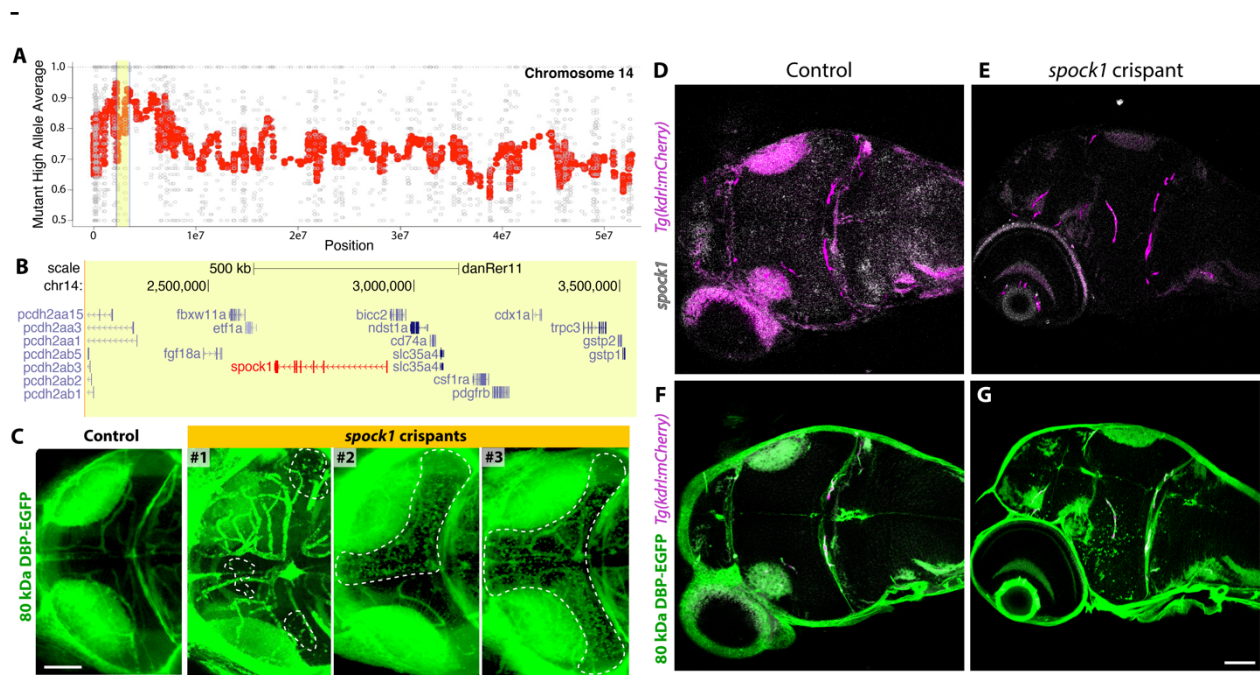 –
A
Chromosome 14
Mutant High Allele Average
1.0
0.9
0.8
0.7
0.6
0.5
0
1e7
2e7
3e7
4e7
5e7
Position
B
scale
500 kb
danRer11
chr14:
2,500,000
3,000,000
3,500,000
pcdh2aa15
fbxw11a
bicc2
cdx1a
trpc3
pcdh2aa3
etf1a
ndst1a
pcdh2aa1
cd74a
gstp2
pcdh2ab5
fgf18a
slc35a4
gstp1
pcdh2ab3
spock1
slc35a4
pcdh2ab2
csf1ra
pcdh2ab1
pdgfrb
C
Control
spock1 crispants
80 kDa DBP-EGFP
#1
#2
#3
D
Control
E
spock1 crispant
spock1 Tg(kdrl:mCherry)
F
G
80 kDa DBP-EGFP Tg(kdrl:mCherry)